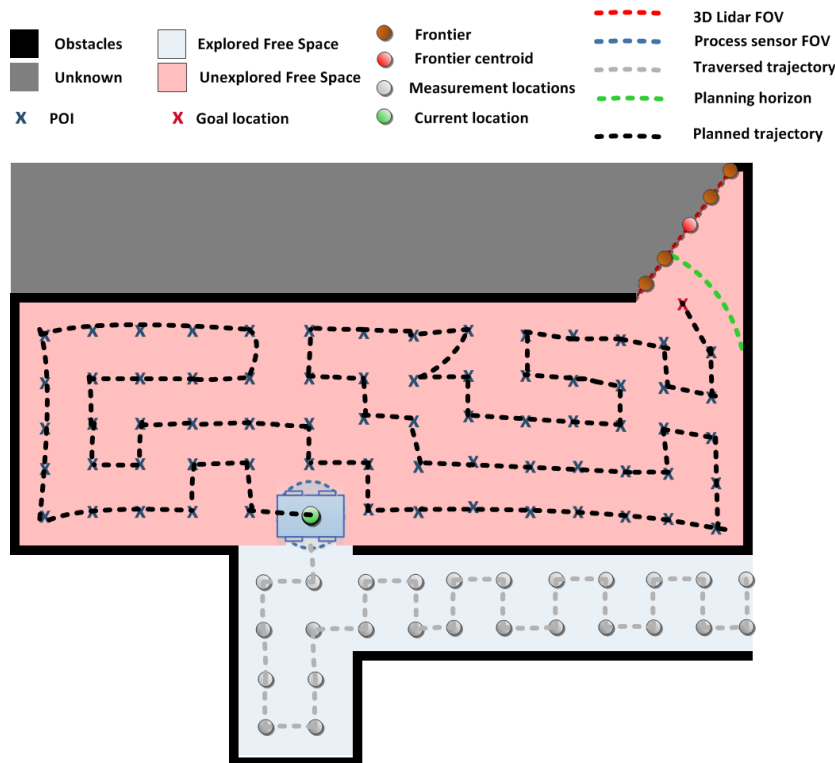 Obstacles
Unknown
X POI
Explored Free Space
Unexplored Free Space
X Goal location
Frontier
Frontier centroid
Measurement locations
Current location
3D Lidar FOV
Process sensor FOV
Traversed trajectory
Planning horizon
Planned trajectory